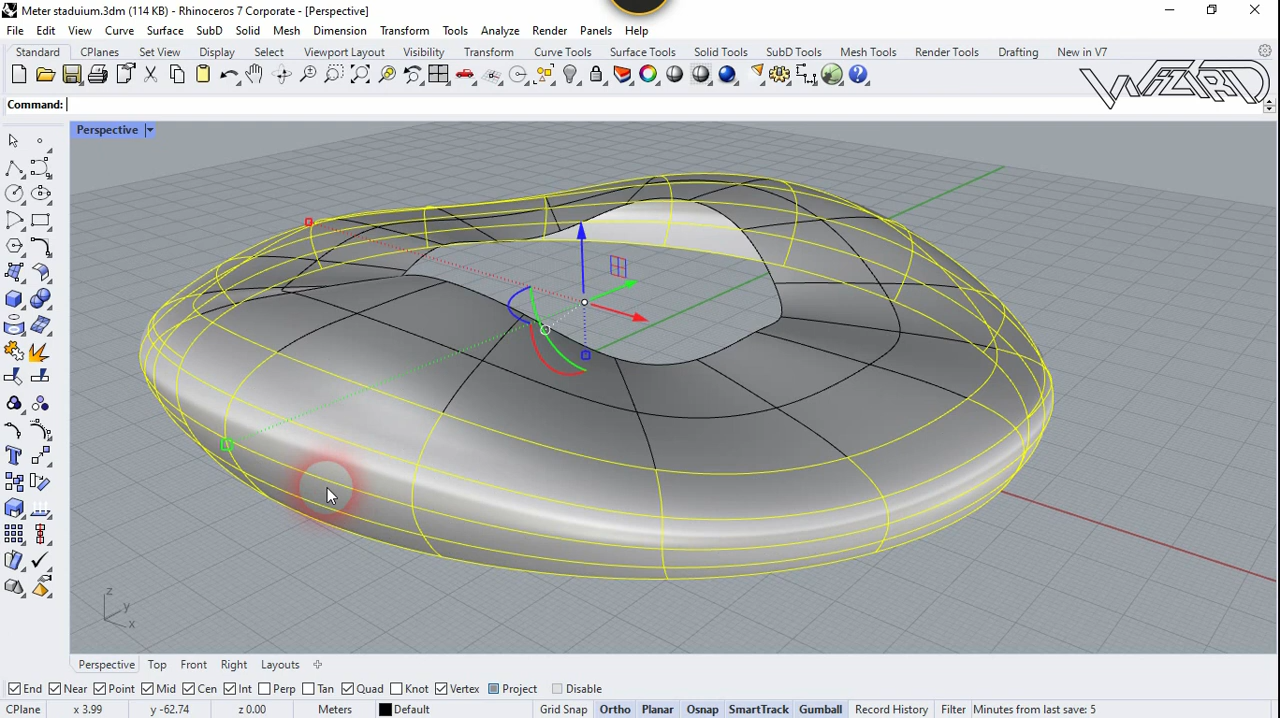 Meter staduium.3dm (114 KB) - Rhinoceros 7 Corporate - [Perspective]
File Edit View Curve Surface SubD Solid Mesh Dimension Transform Tools Analyze Render Panels Help
Standard CPlanes Set View Display Select Viewport Layout Visibility Transform Curve Tools Surface Tools Solid Tools SubD Tools Mesh Tools Render Tools Drafting New in V7
WIZARD
Command:
Perspective
z
y
x
Perspective Top Front Right Layouts
End Near Point Mid Cen Int Perp Tan Quad Knot Vertex Project Disable
CPlane x 3.99 y -62.74 z 0.00 Meters Default Grid Snap Ortho Planar Osnap SmartTrack Gumball Record History Filter Minutes from last save: 5